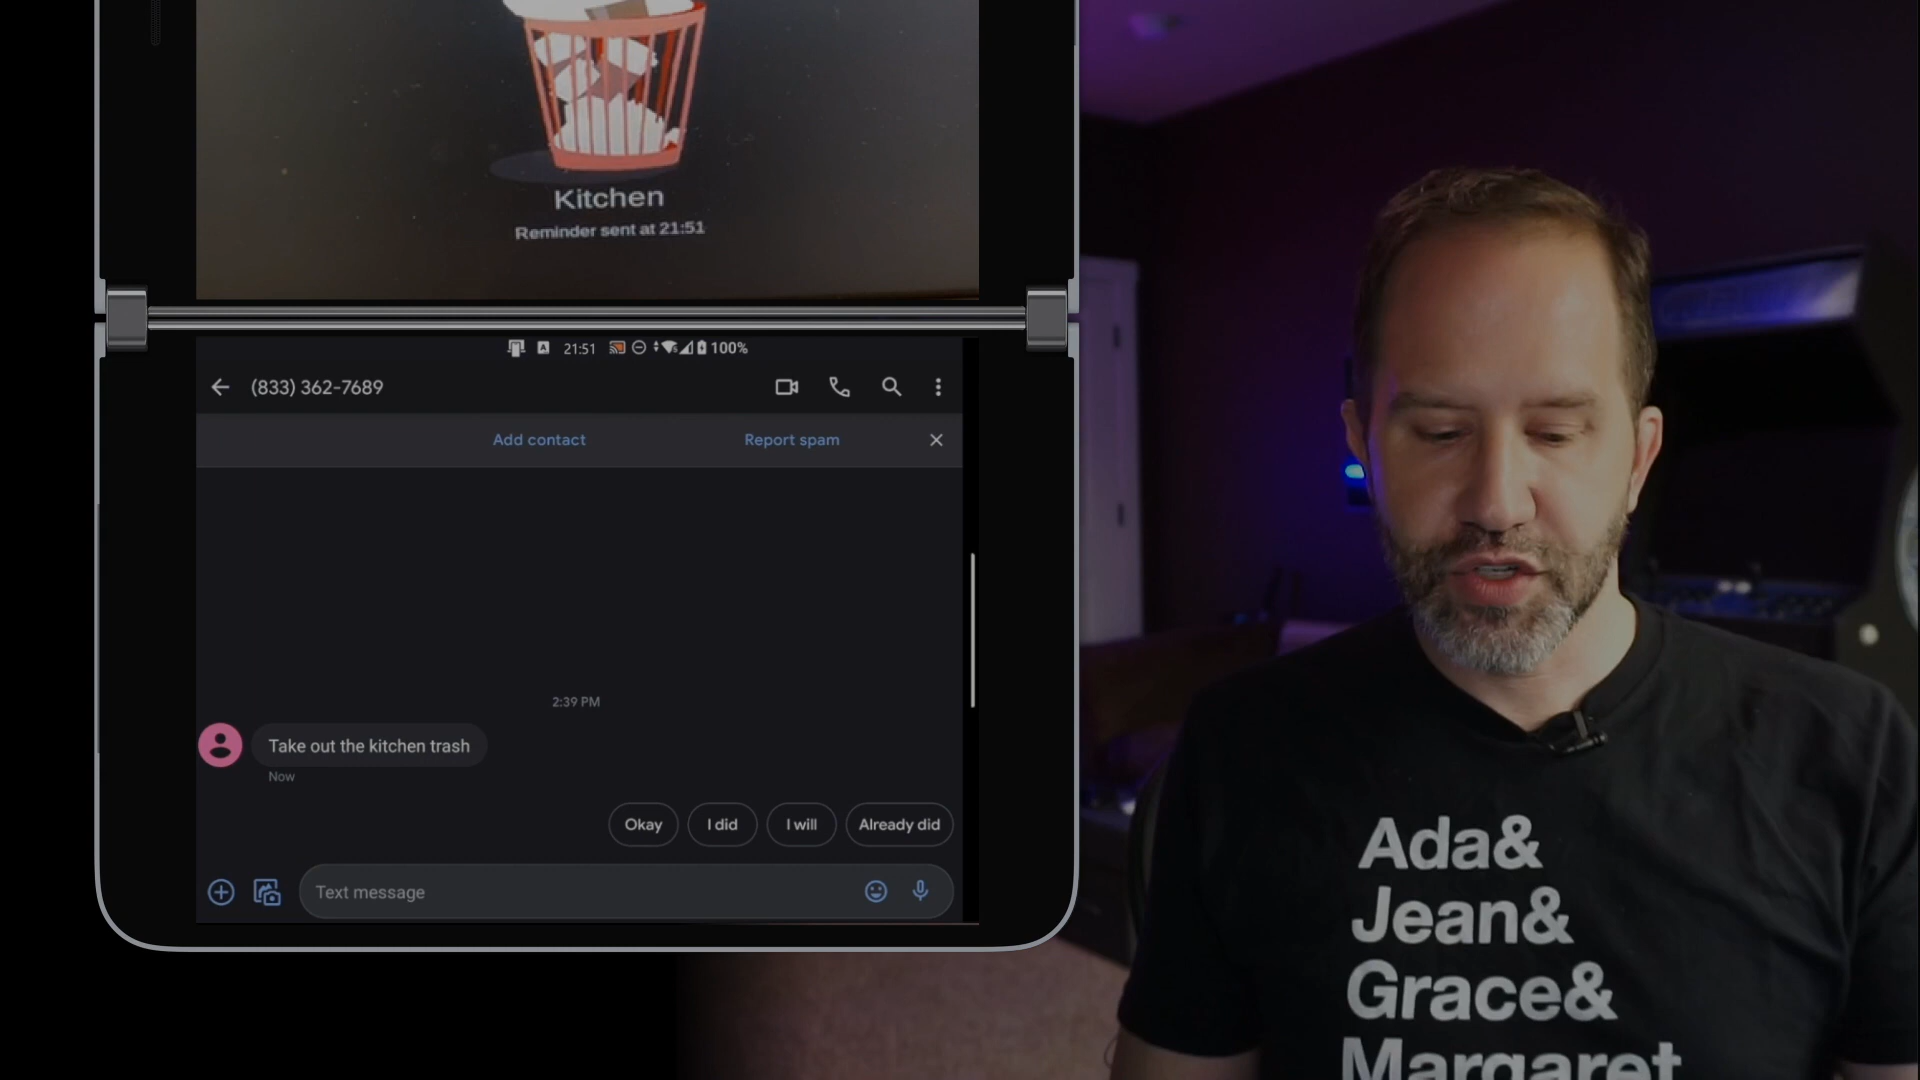 Kitchen
Reminder sent at 21:51
21:51 100%
(833) 362-7689
Add contact Report spam
2:39 PM
Take out the kitchen trash
Now
Okay I did I will Already did
Text message
Ada&
Jean&
Grace&
Margaret